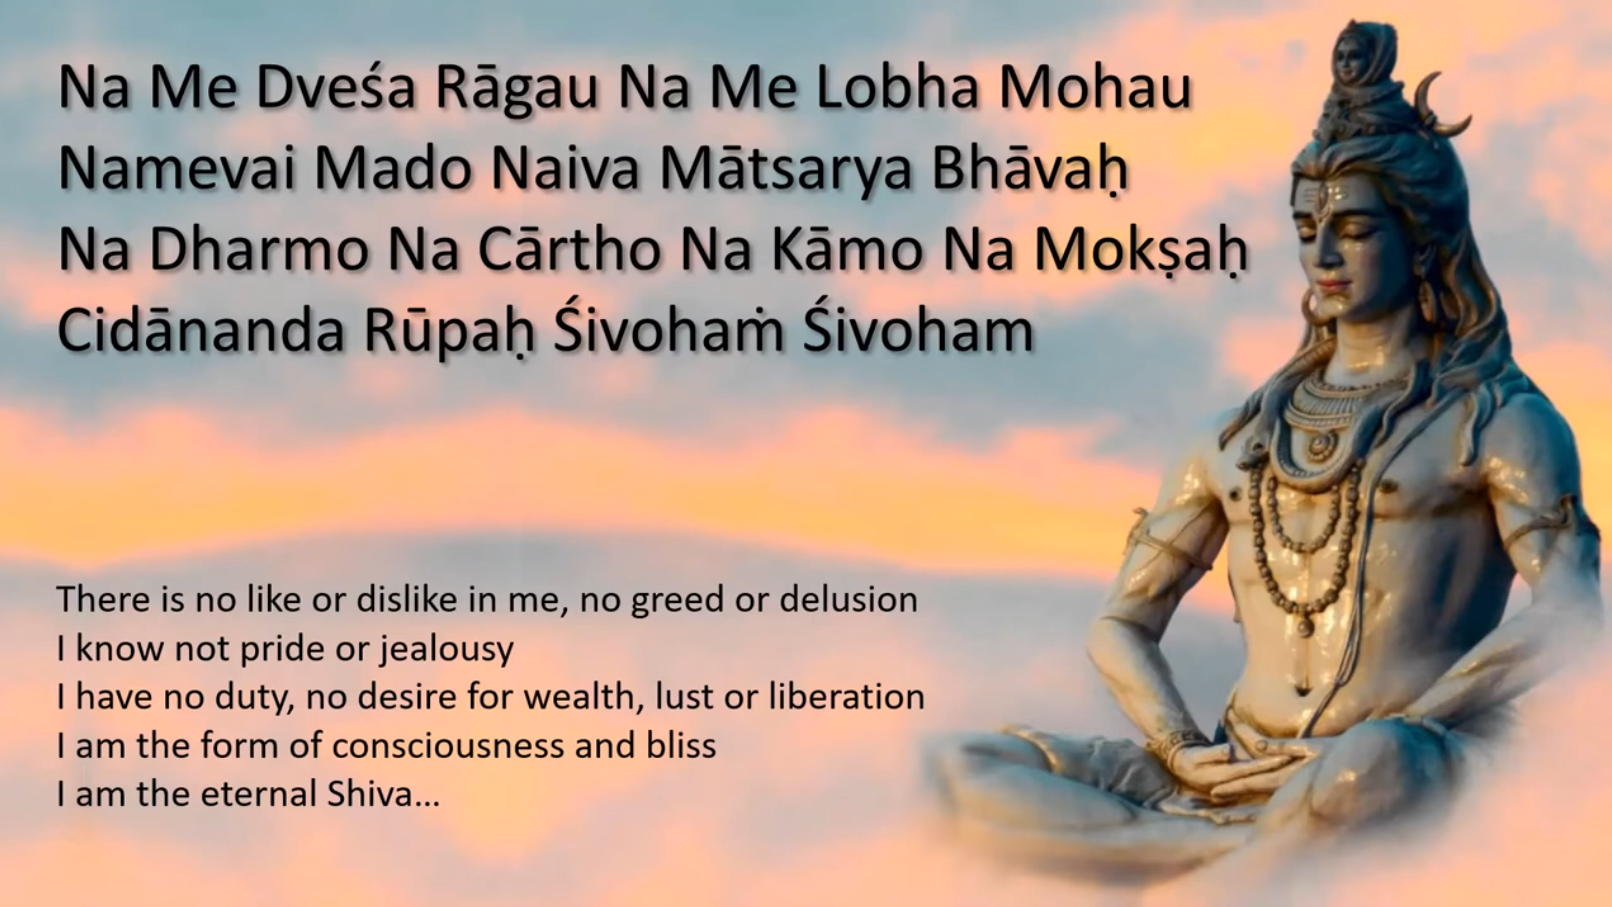 Na Me Dveśa Rāgau Na Me Lobha Mohau
Namevai Mado Naiva Mātsarya Bhāvaḥ
Na Dharmo Na Cārtho Na Kāmo Na Mokṣaḥ
Cidānanda Rūpaḥ Śivohaṁ Śivoham
There is no like or dislike in me, no greed or delusion
I know not pride or jealousy
I have no duty, no desire for wealth, lust or liberation
I am the form of consciousness and bliss
I am the eternal Shiva...